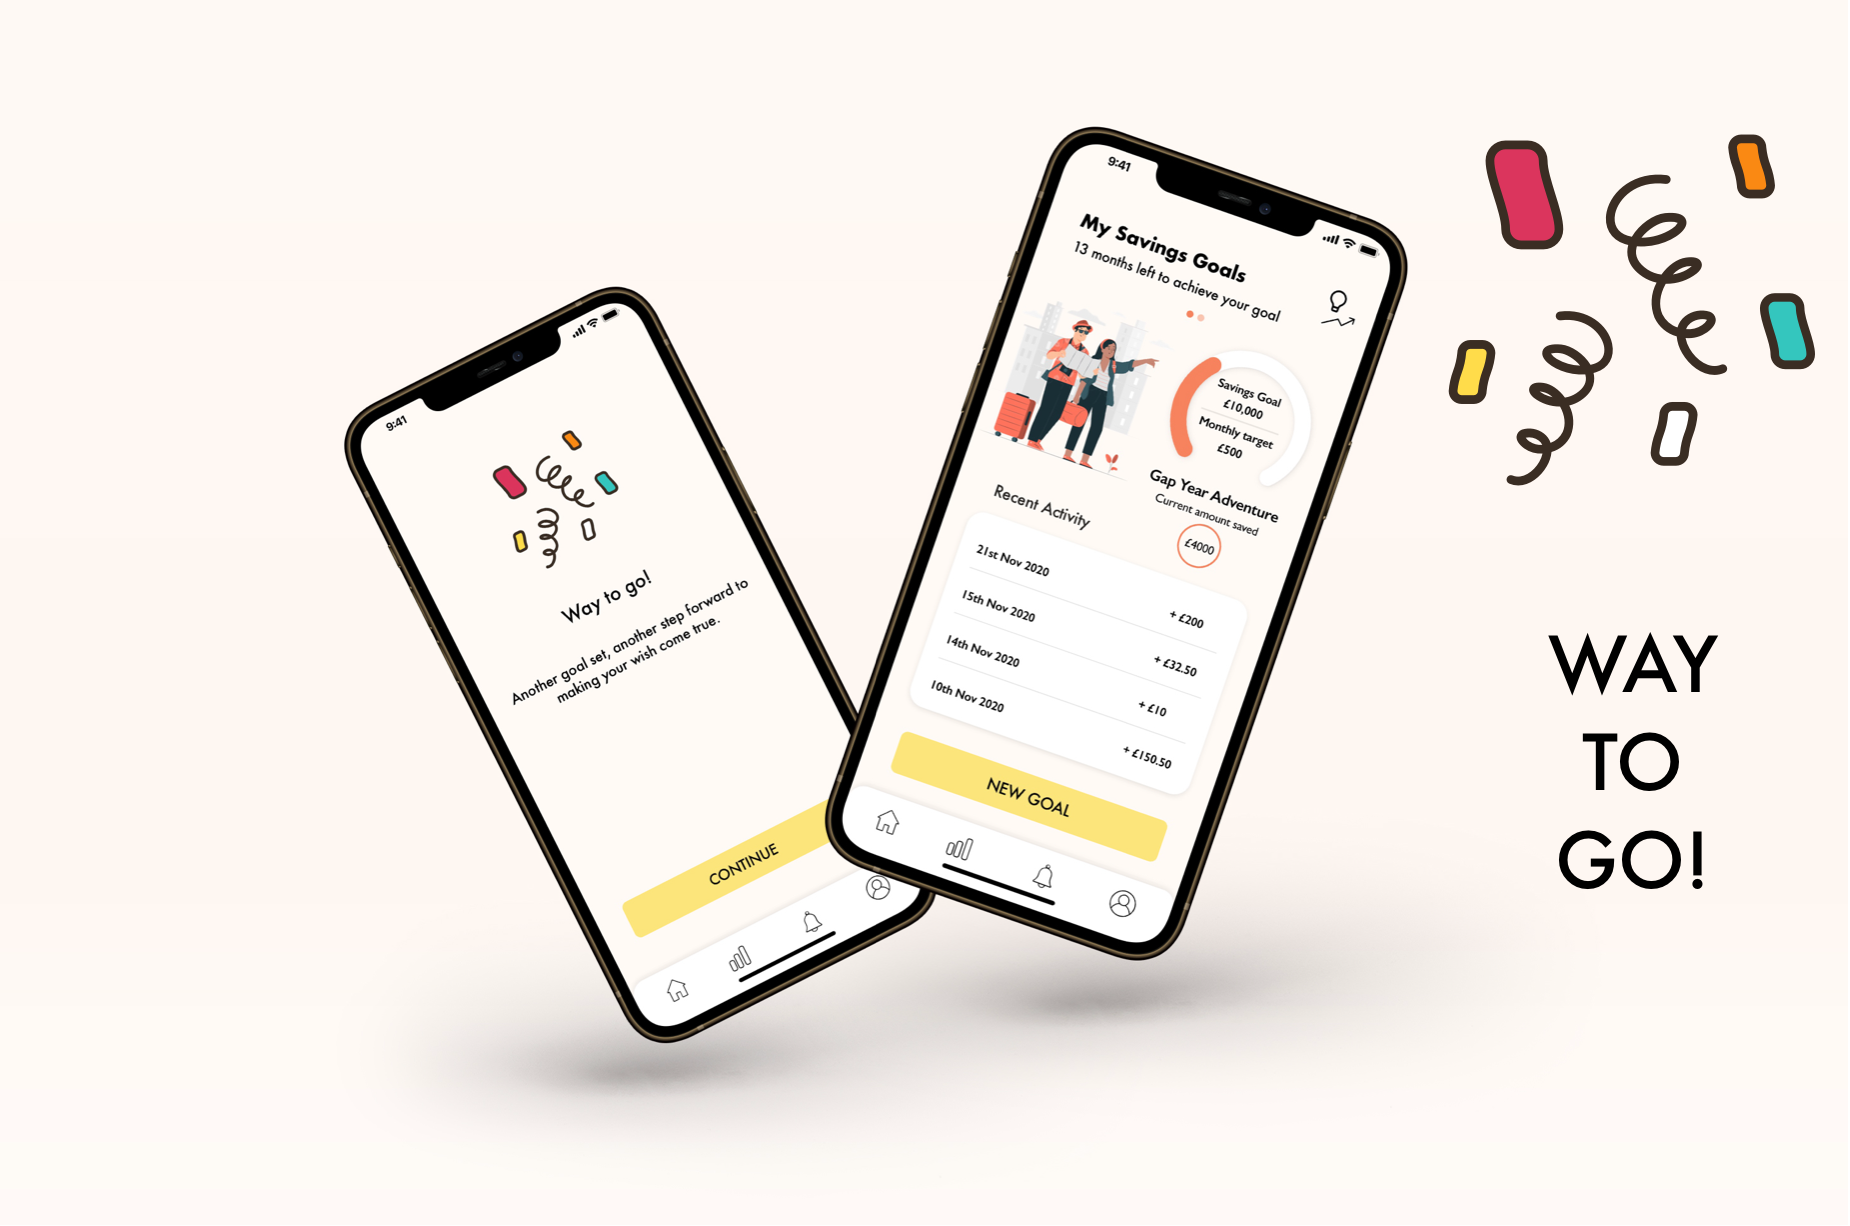 9:41
Way to go!
Another goal set, another step forward to
making your wish come true.
CONTINUE
9:41
My Savings Goals
13 months left to achieve your goal
Savings Goal
£10,000
Monthly target
£500
Gap Year Adventure
Current amount saved
£4000
Recent Activity
21st Nov 2020
+ £200
15th Nov 2020
+ £32.50
14th Nov 2020
+ £10
10th Nov 2020
+ £150.50
NEW GOAL
WAY
TO
GO!